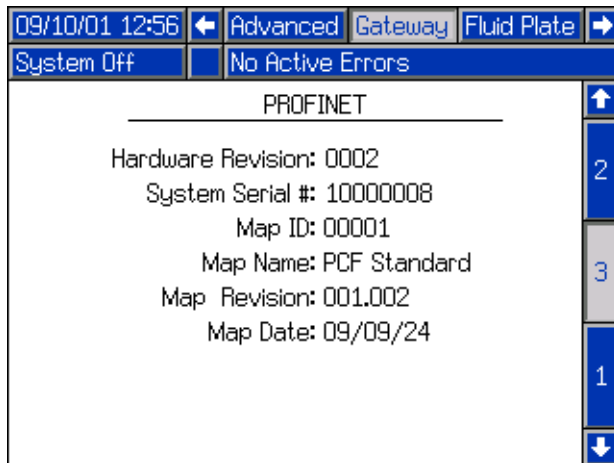 09/10/01 12:56 Advanced Gateway Fluid Plate
System Off No Active Errors
PROFINET
Hardware Revision: 0002
System Serial #: 10000008
Map ID: 00001
Map Name: PCF Standard
Map Revision: 001.002
Map Date: 09/09/24
2
3
1